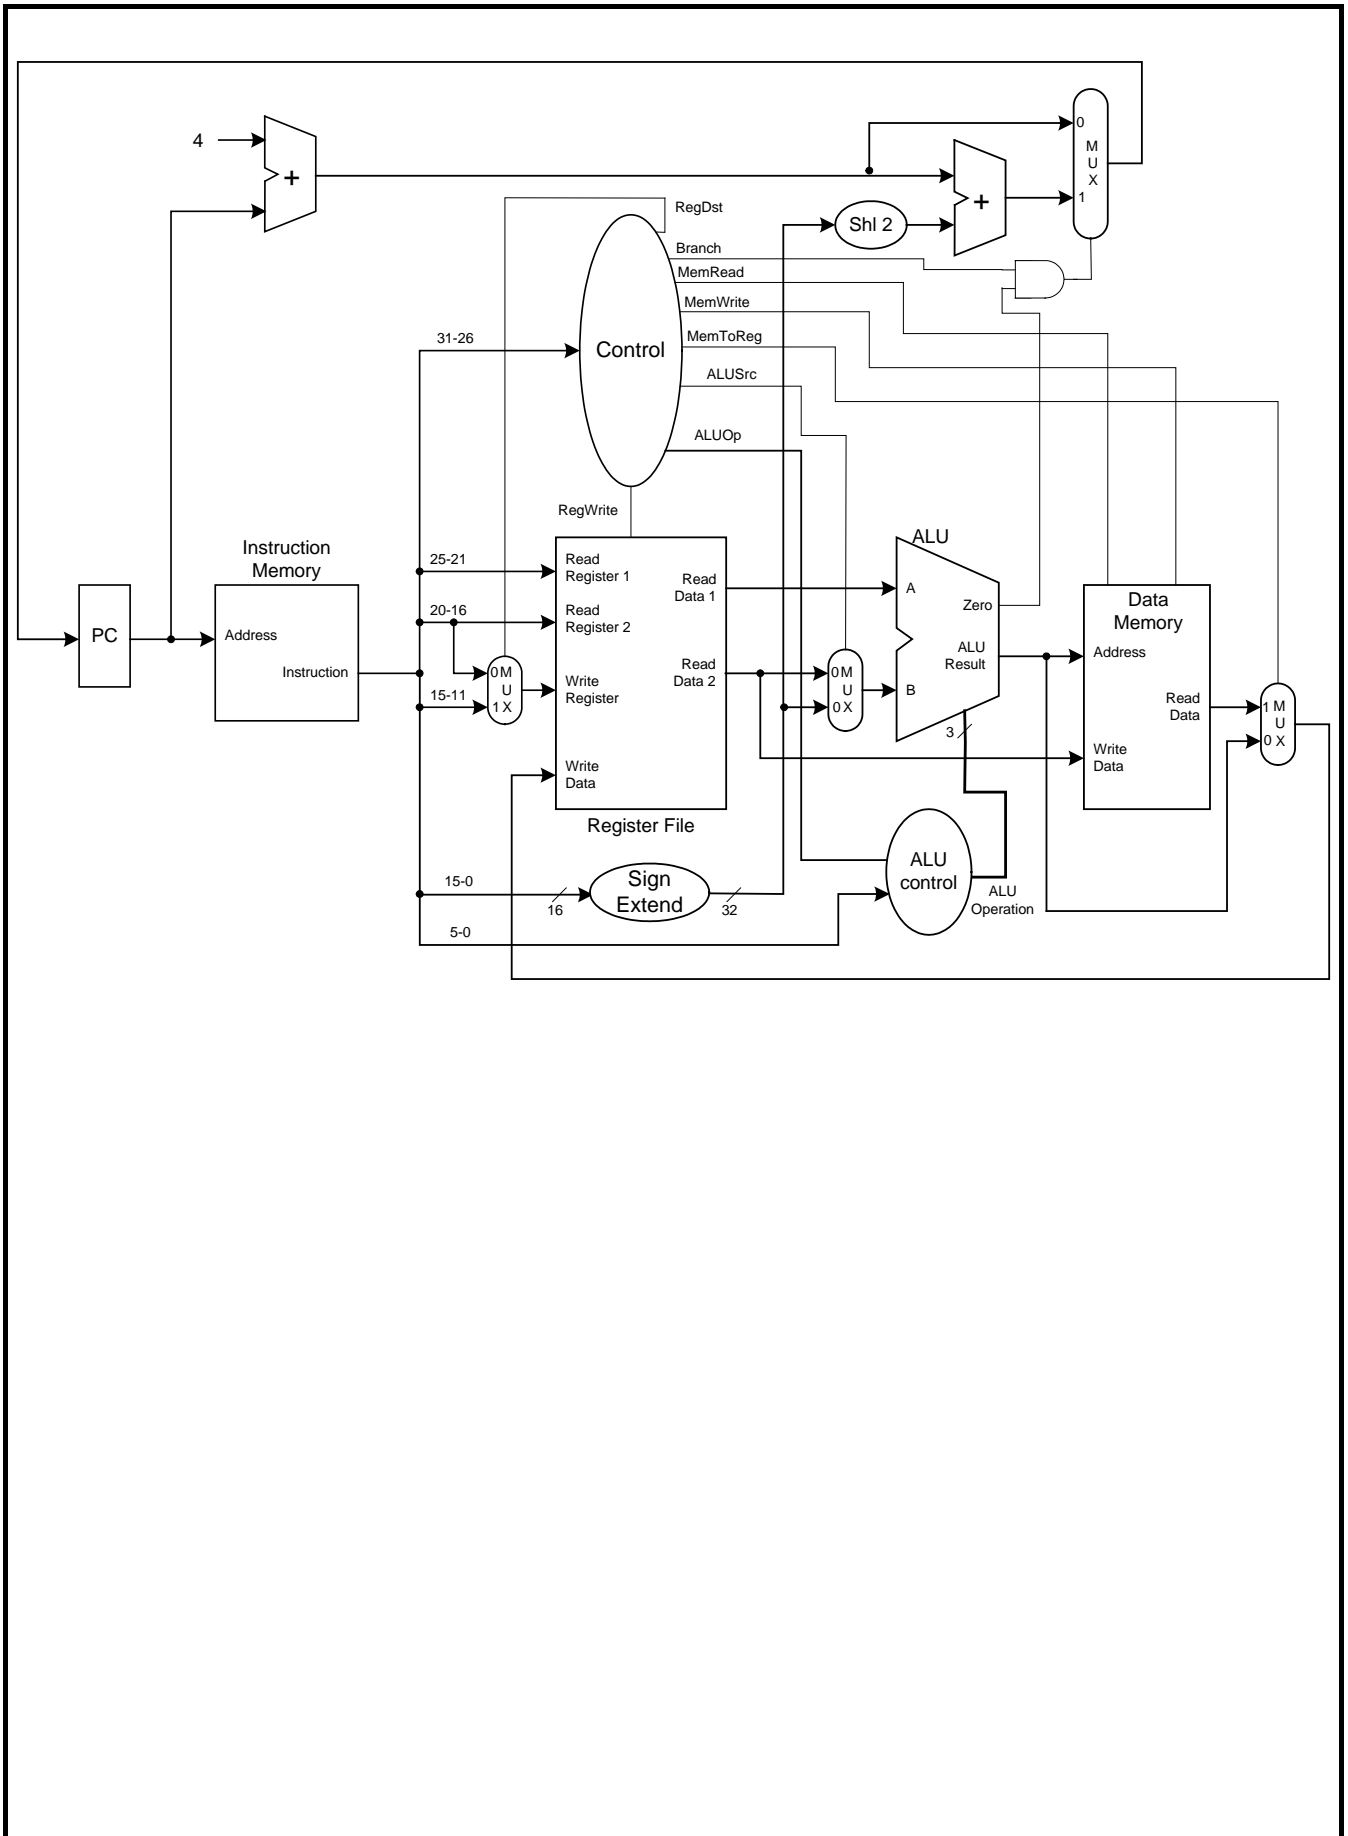 4
+
0
M
U
X
1
+
Shl 2
RegDst
Branch
MemRead
MemWrite
MemToReg
ALUSrc
ALUOp
Control
31-26
RegWrite
Instruction
Memory
PC
Address
Instruction
25-21
20-16
15-11
0 M
U
1 X
Read
Register 1
Read
Register 2
Write
Register
Write
Data
Read
Data 1
Read
Data 2
Register File
0 M
U
0 X
ALU
A
B
Zero
ALU
Result
3
Data
Memory
Address
Read
Data
Write
Data
1 M
U
0 X
15-0
16
Sign
Extend
32
5-0
ALU
control
ALU
Operation